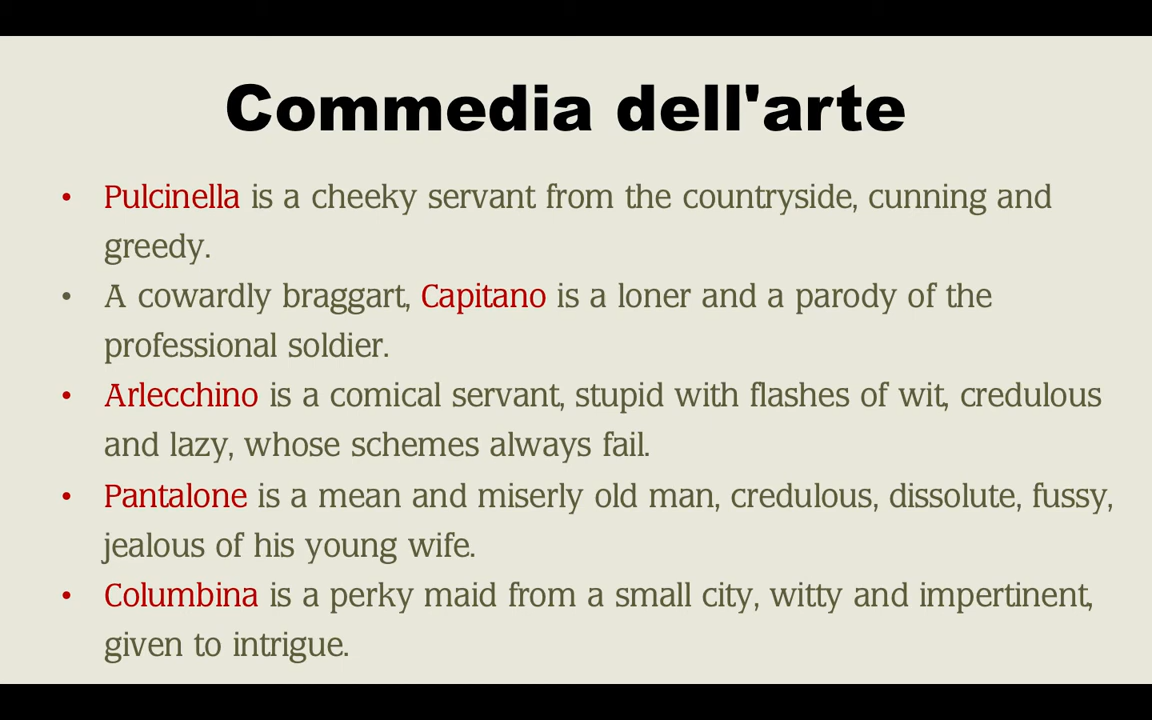 Commedia dell'arte
• Pulcinella is a cheeky servant from the countryside, cunning and
greedy.
• A cowardly braggart, Capitano is a loner and a parody of the
professional soldier.
• Arlecchino is a comical servant, stupid with flashes of wit, credulous
and lazy, whose schemes always fail.
• Pantalone is a mean and miserly old man, credulous, dissolute, fussy,
jealous of his young wife.
• Columbina is a perky maid from a small city, witty and impertinent,
given to intrigue.